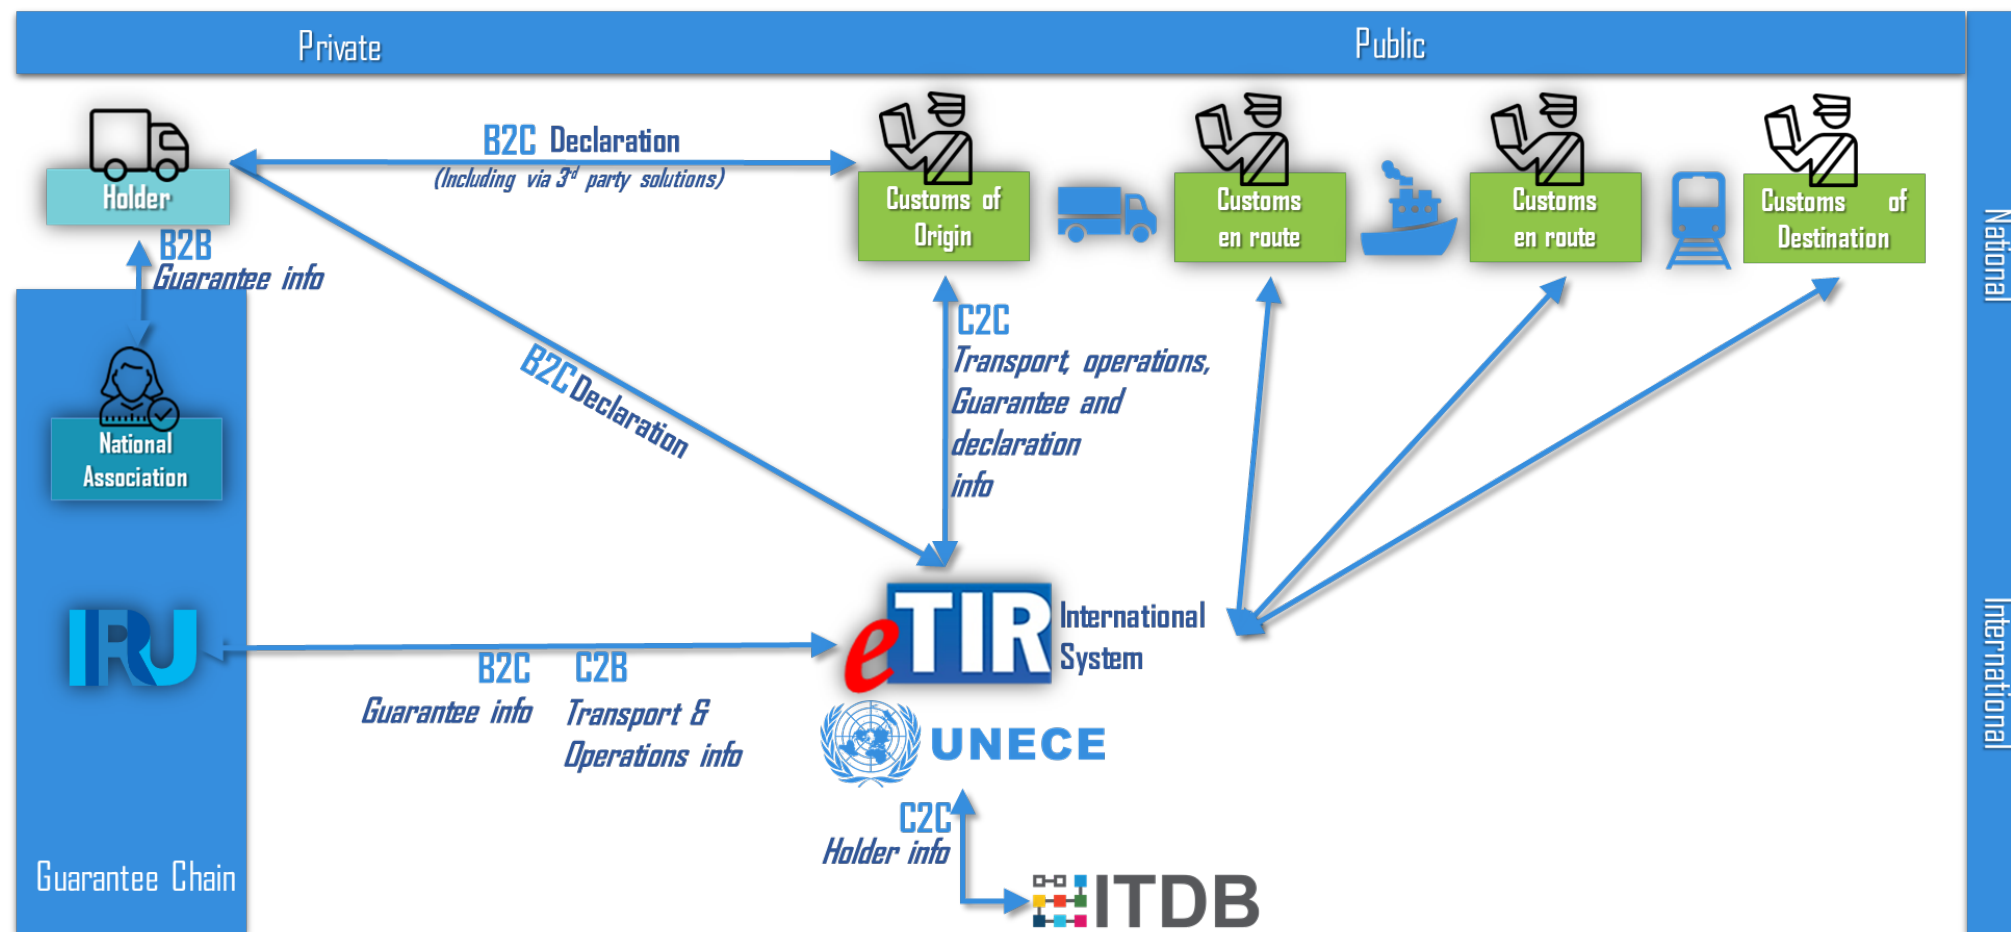 Private
Public
B2C Declaration
(Including via 3rd party solutions)
Holder
Customs of
Origin
Customs
en route
Customs
en route
Customs of
Destination
National
B2B
Guarantee info
C2C
Transport, operations,
Guarantee and
declaration
info
B2C Declaration
National
Association
eTIR
International
System
International
IRU
B2C
Guarantee info
C2B
Transport &
Operations info
UNECE
C2C
Holder info
Guarantee Chain
ITDB